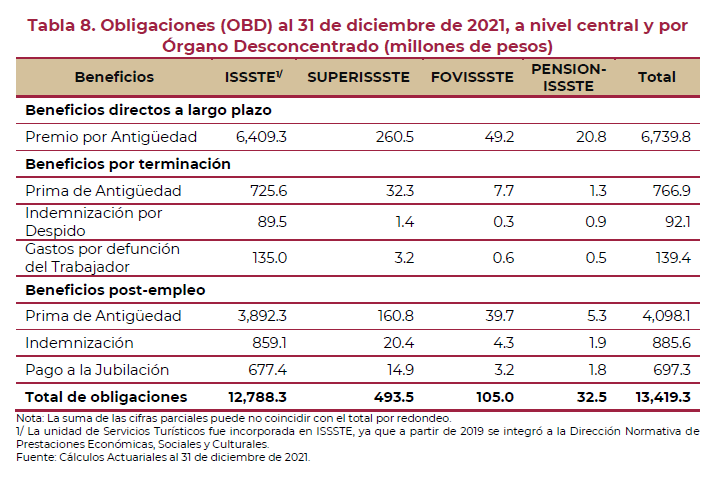 Tabla 8. Obligaciones (OBD) al 31 de diciembre de 2021, a nivel central y por
Órgano Desconcentrado (millones de pesos)
Beneficios ISSSTE1/ SUPERISSSTE FOVISSSTE PENSION-ISSSTE Total
Beneficios directos a largo plazo
Premio por Antigüedad 6,409.3 260.5 49.2 20.8 6,739.8
Beneficios por terminación
Prima de Antigüedad 725.6 32.3 7.7 1.3 766.9
Indemnización por
Despido 89.5 1.4 0.3 0.9 92.1
Gastos por defunción
del Trabajador 135.0 3.2 0.6 0.5 139.4
Beneficios post-empleo
Prima de Antigüedad 3,892.3 160.8 39.7 5.3 4,098.1
Indemnización 859.1 20.4 4.3 1.9 885.6
Pago a la Jubilación 677.4 14.9 3.2 1.8 697.3
Total de obligaciones 12,788.3 493.5 105.0 32.5 13,419.3
Nota: La suma de las cifras parciales puede no coincidir con el total por redondeo.
1/ La unidad de Servicios Turísticos fue incorporada en ISSSTE, ya que a partir de 2019 se integró a la Dirección Normativa de
Prestaciones Económicas, Sociales y Culturales.
Fuente: Cálculos Actuariales al 31 de diciembre de 2021.